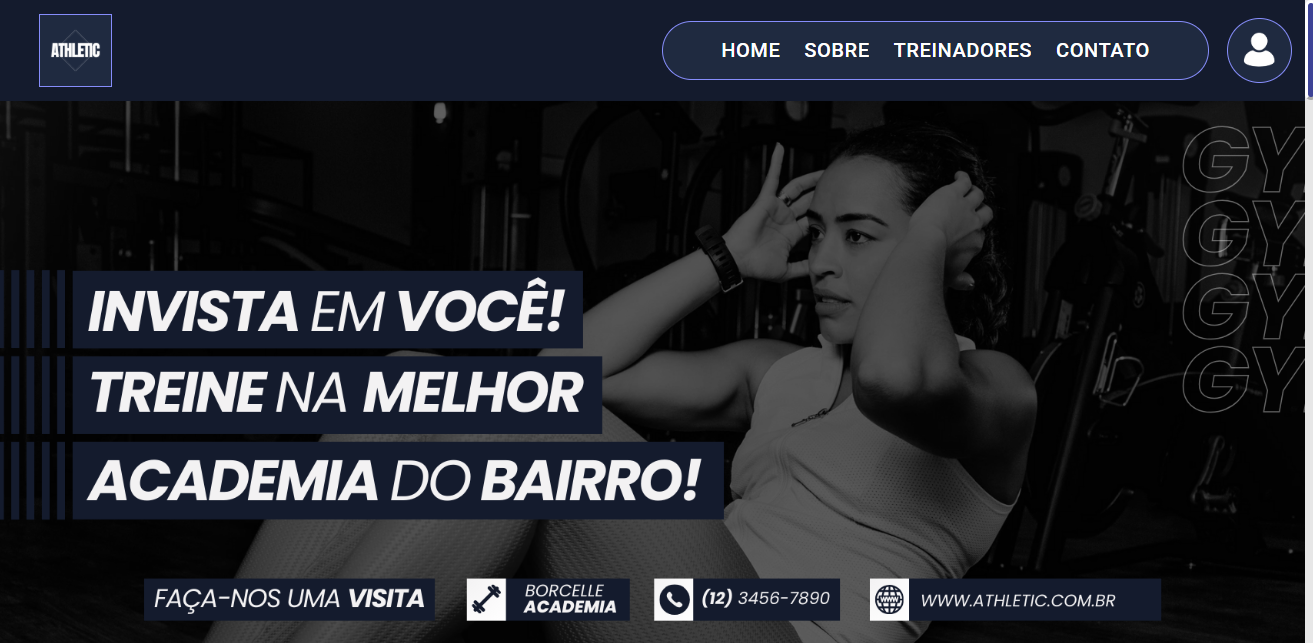 ATHLETIC
HOME SOBRE TREINADORES CONTATO
GY
GY
GY
GY
INVISTA EM VOCÊ!
TREINE NA MELHOR
ACADEMIA DO BAIRRO!
FAÇA-NOS UMA VISITA
BORCELLE
ACADEMIA
(12) 3456-7890
WWW
WWW.ATHLETIC.COM.BR